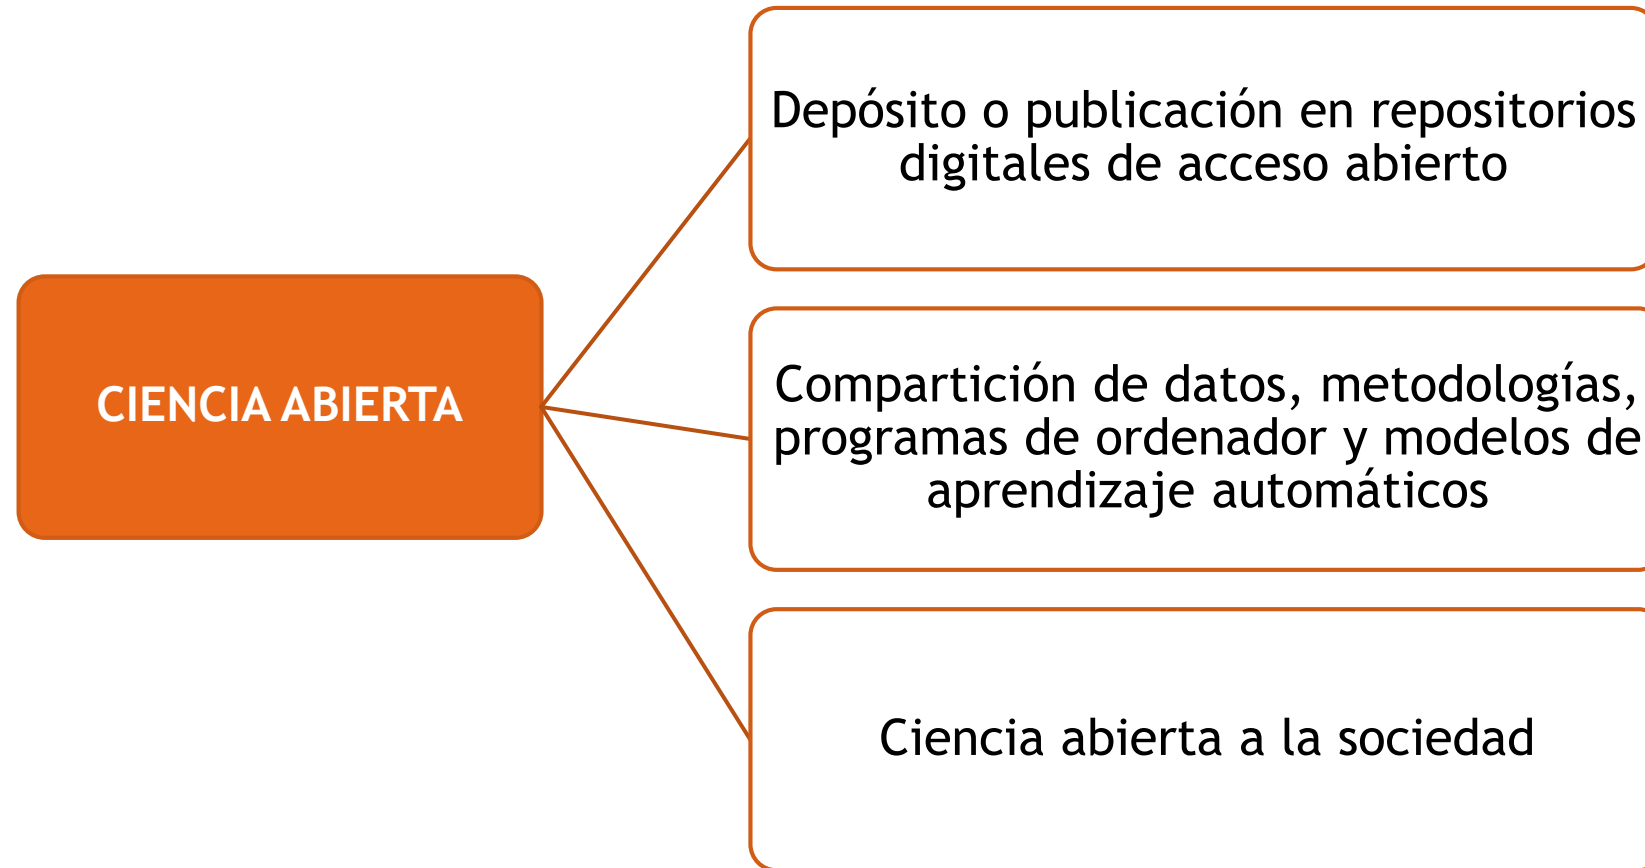 Depósito o publicación en repositorios
digitales de acceso abierto
CIENCIA ABIERTA
Compartición de datos, metodologías,
programas de ordenador y modelos de
aprendizaje automáticos
Ciencia abierta a la sociedad